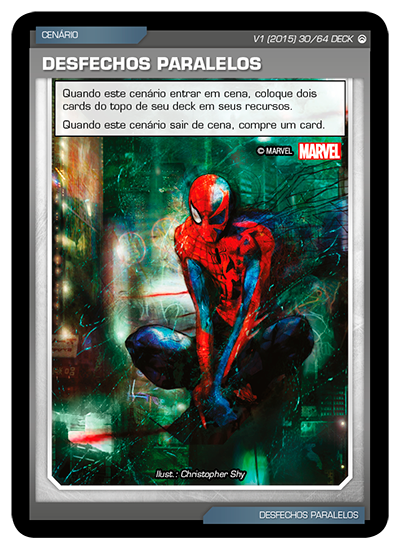 CENÁRIO
V1 (2015) 30/64 DECK
DESFECHOS PARALELOS
Quando este cenário entrar em cena, coloque dois
cards do topo de seu deck em seus recursos.
Quando este cenário sair de cena, compre um card.
© MARVEL MARVEL
Ilust.: Christopher Shy
DESFECHOS PARALELOS